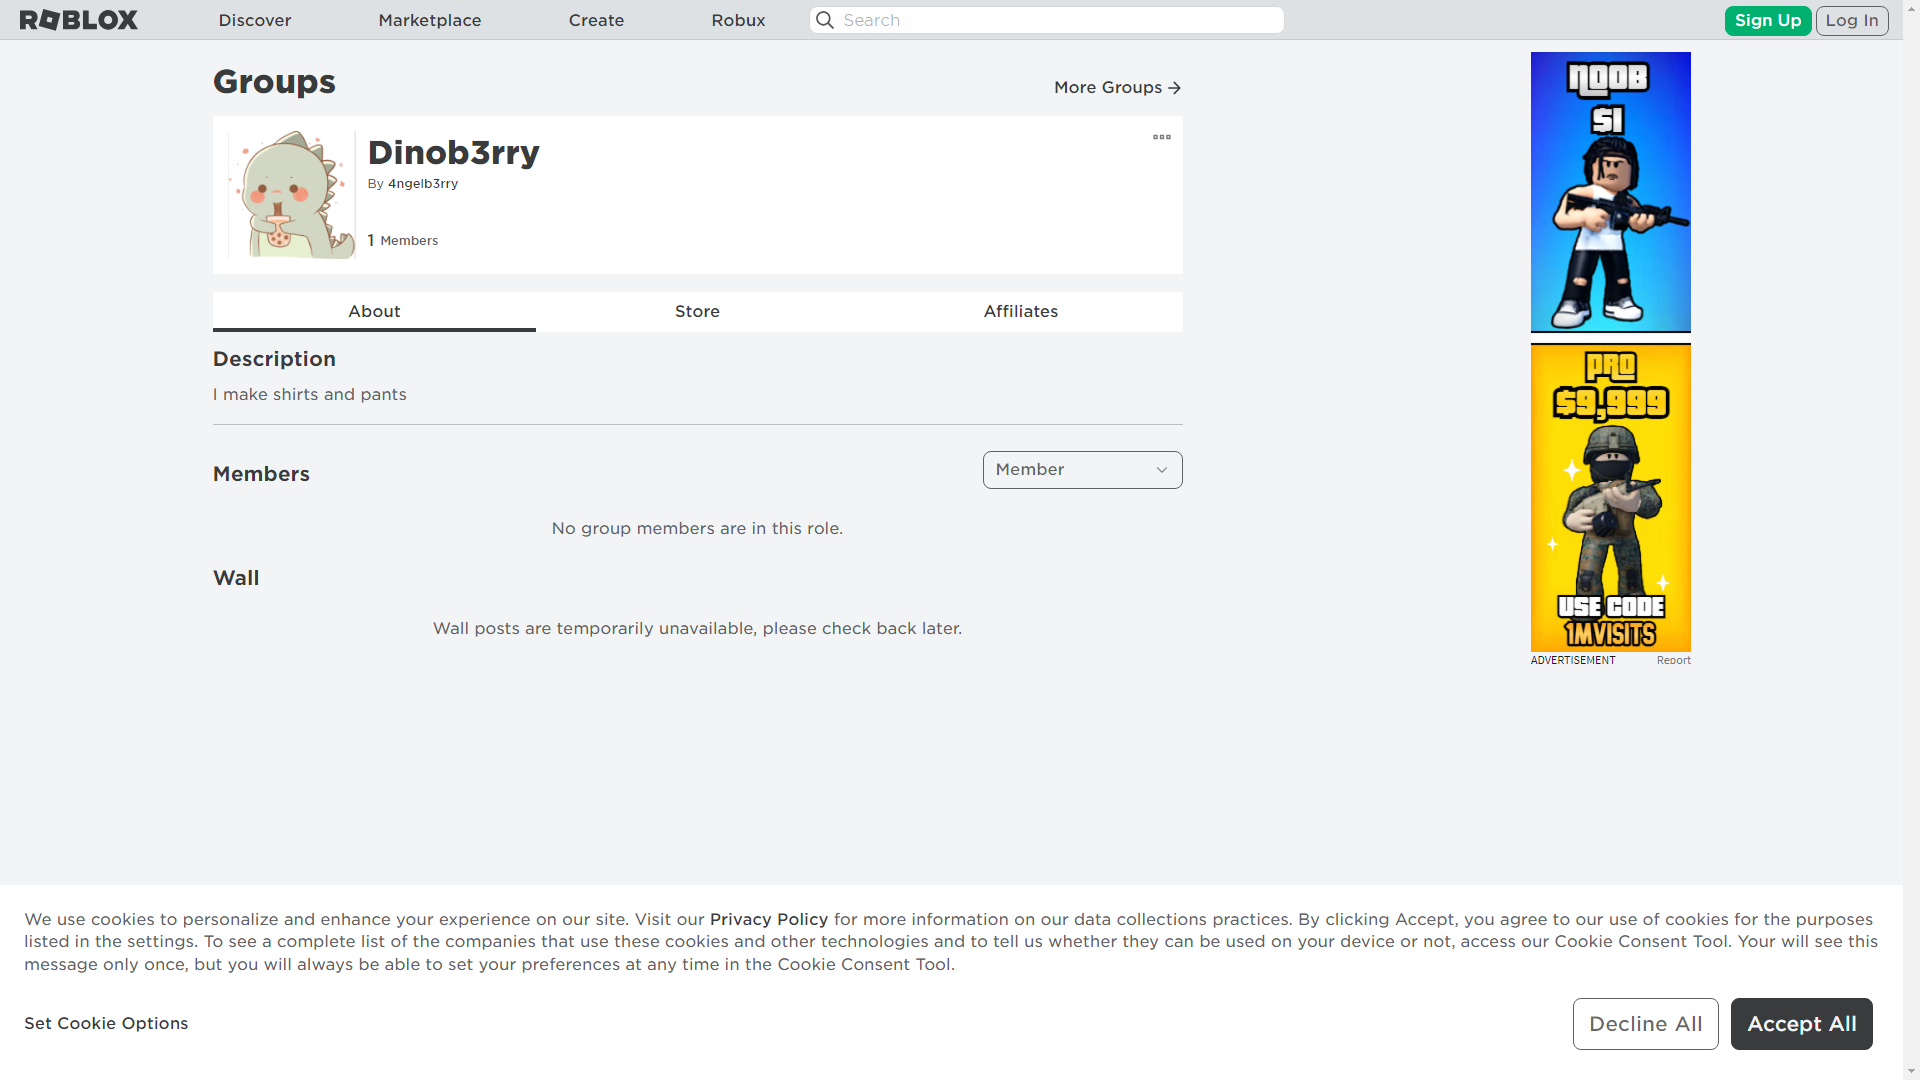 ROBLOX
Discover
Marketplace
Create
Robux
Search
Sign Up
Log In
Groups
More Groups
Dinob3rry
By 4ngelb3rry
1 Members
About
Store
Affiliates
Description
I make shirts and pants
Members
Member
No group members are in this role.
Wall
Wall posts are temporarily unavailable, please check back later.
NOOB
$1
PRO
$9,999
USE CODE
1MVISITS
ADVERTISEMENT
Report
We use cookies to personalize and enhance your experience on our site. Visit our Privacy Policy for more information on our data collections practices. By clicking Accept, you agree to our use of cookies for the purposes
listed in the settings. To see a complete list of the companies that use these cookies and other technologies and to tell us whether they can be used on your device or not, access our Cookie Consent Tool. Your will see this
message only once, but you will always be able to set your preferences at any time in the Cookie Consent Tool.
Set Cookie Options
Decline All
Accept All